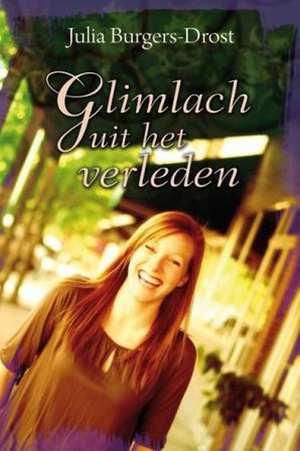 Julia Burgers-Drost
Glimlach
uit het
verleden